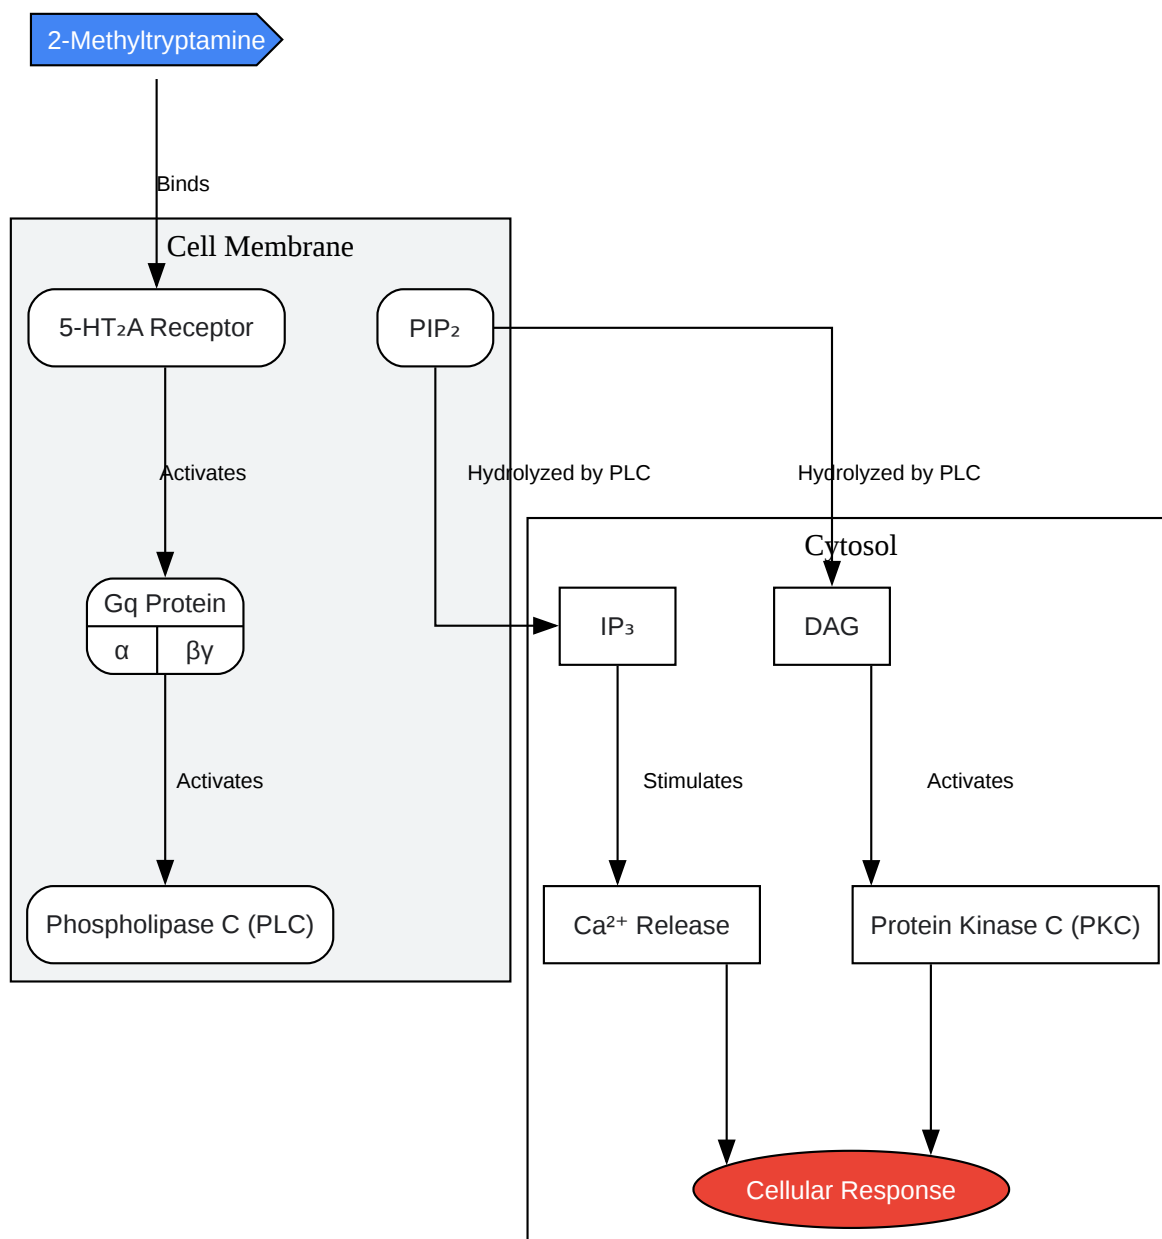 2-Methyltryptamine
Binds
Cell Membrane
5-HT₂A Receptor
PIP₂
Activates
Hydrolyzed by PLC
Hydrolyzed by PLC
Cytosol
Gq Protein
α
βγ
IP₃
DAG
Activates
Stimulates
Activates
Phospholipase C (PLC)
Ca²⁺ Release
Protein Kinase C (PKC)
Cellular Response